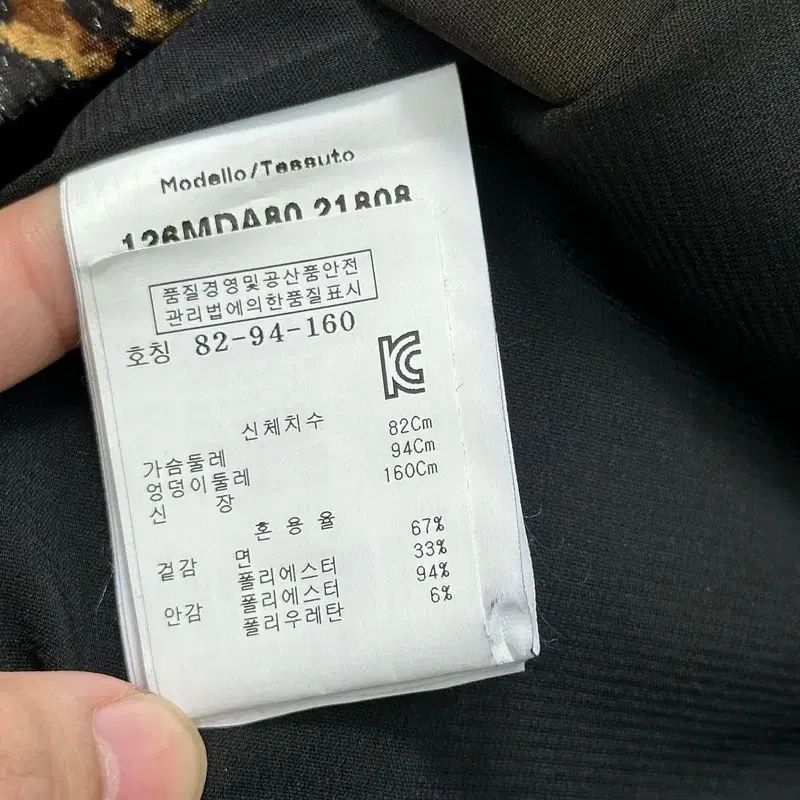 Modello/Tessuto
126MDA80 21808
품질경영및공산품안전
관리법에의한품질표시
호칭 82-94-160
KC
신체치수
가슴둘레 82Cm
엉덩이둘레 94Cm
신 장 160Cm
혼 용 율
겉감 면 67%
폴리에스터 33%
안감 폴리에스터 94%
폴리우레탄 6%